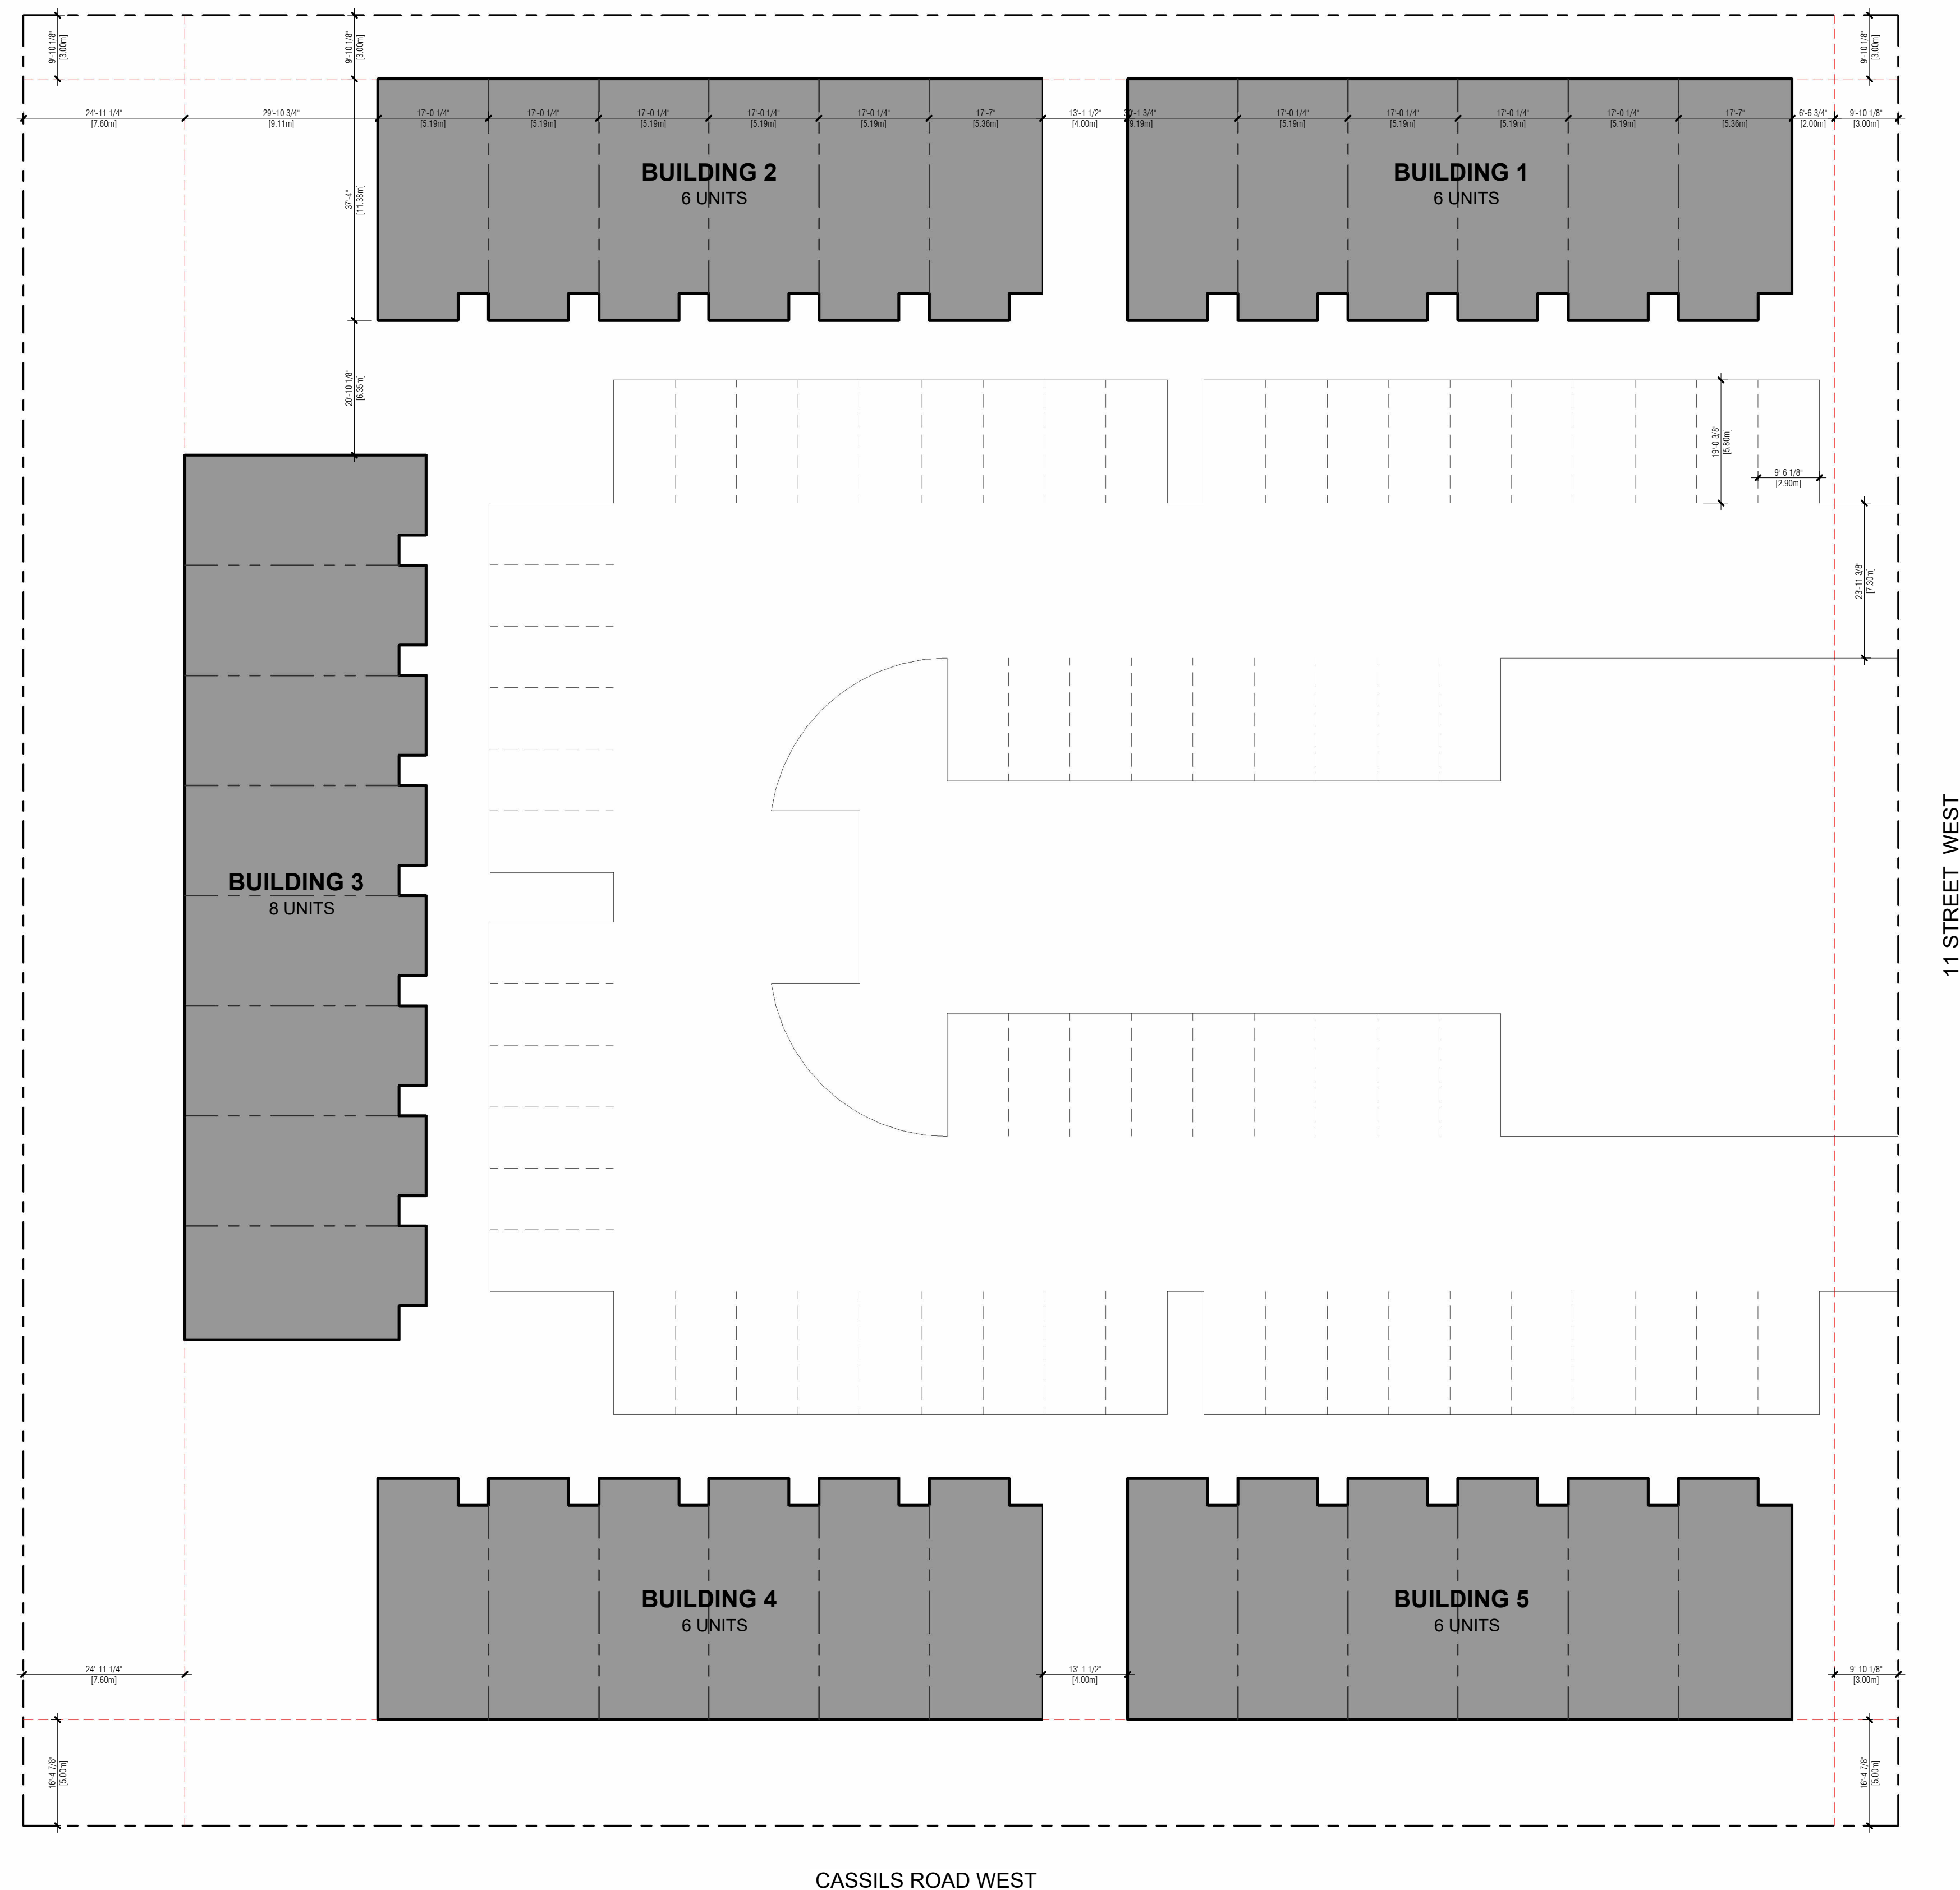 9'-10 1/8"
[3.00m]
9'-10 1/8"
[3.00m]
9'-10 1/8"
[3.00m]
24'-11 1/4"
[7.60m]
29'-10 3/4"
[9.11m]
17'-0 1/4"
[5.19m]
17'-0 1/4"
[5.19m]
17'-0 1/4"
[5.19m]
17'-0 1/4"
[5.19m]
17'-0 1/4"
[5.19m]
17'-7"
[5.36m]
13'-1 1/2"
[4.00m]
-1 3/4"
9.19m]
17'-0 1/4"
[5.19m]
17'-0 1/4"
[5.19m]
17'-0 1/4"
[5.19m]
17'-0 1/4"
[5.19m]
17'-7"
[5.36m]
6'-6 3/4"
[2.00m]
9'-10 1/8"
[3.00m]
BUILDING 2
6 UNITS
BUILDING 1
6 UNITS
37'-4"
[11.38m]
20'-10 1/8"
[6.35m]
19'-0 3/8"
[5.80m]
9'-6 1/8"
[2.90m]
23'-11 3/8"
[7.30m]
BUILDING 3
8 UNITS
11 STREET WEST
BUILDING 4
6 UNITS
BUILDING 5
6 UNITS
24'-11 1/4"
[7.60m]
13'-1 1/2"
[4.00m]
9'-10 1/8"
[3.00m]
16'-4 7/8"
[5.00m]
16'-4 7/8"
[5.00m]
CASSILS ROAD WEST